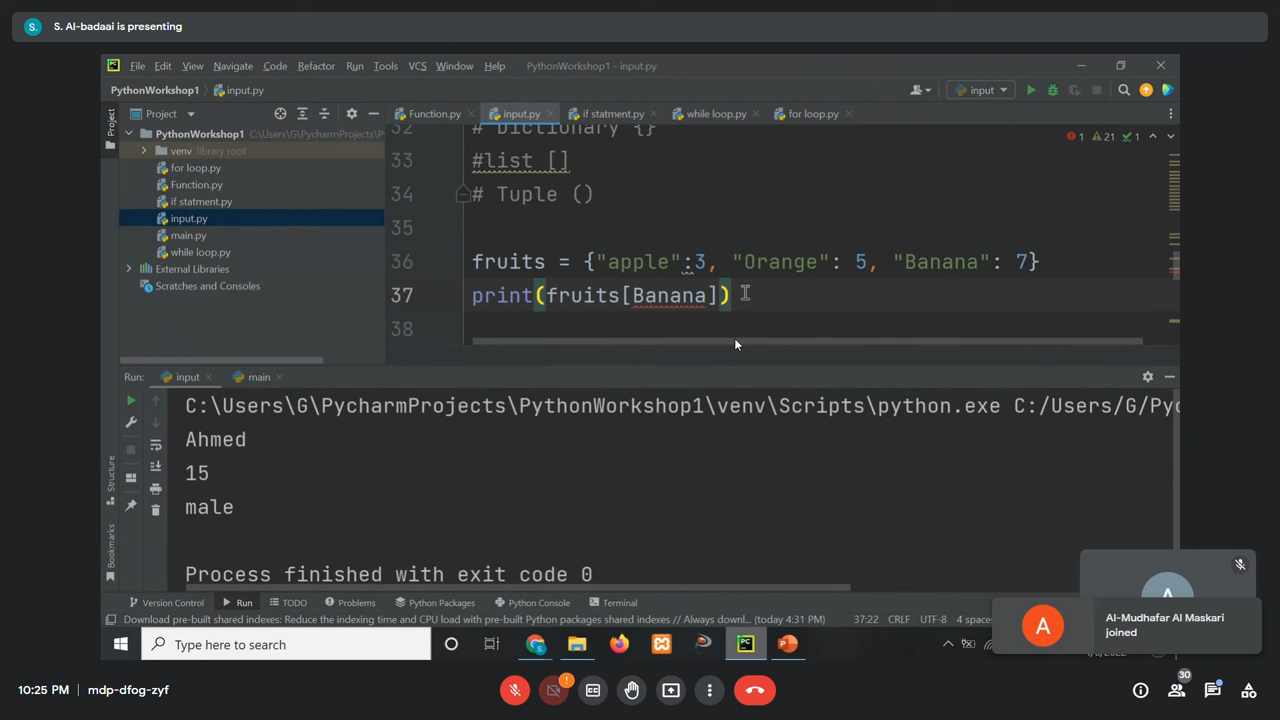 S.
S. Al-badaai is presenting
PC
File Edit View Navigate Code Refactor Run Tools VCS Window Help PythonWorkshop1 - input.py
PythonWorkshop1 input.py
input
Project
Function.py input.py if statment.py while loop.py for loop.py
PythonWorkshop1 C:\Users\G\PycharmProjects\P
venv library root
for loop.py
Function.py
if statment.py
input.py
main.py
while loop.py
External Libraries
Scratches and Consoles
Project
1 21 1
32 # Dictionary {}
33 #list []
34 # Tuple ()
35
36 fruits = {"apple":3, "Orange": 5, "Banana": 7}
37 print(fruits[Banana])
38
Run: input main
C:\Users\G\PycharmProjects\PythonWorkshop1\venv\Scripts\python.exe C:/Users/G/Pyc
Ahmed
15
male
Process finished with exit code 0
Structure
Bookmarks
Version Control Run TODO Problems Python Packages Python Console Terminal
Download pre-built shared indexes: Reduce the indexing time and CPU load with pre-built Python packages shared indexes // Always downl... (today 4:31 PM) 37:22 CRLF UTF-8 4 spaces
Type here to search
PC
A
A
Al-Mudhafar Al Maskari
joined
10:25 PM mdp-dfog-zyf
30